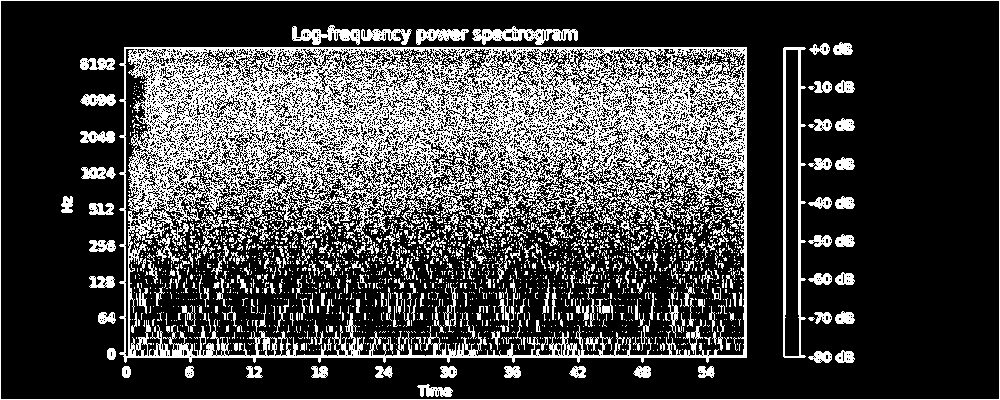 Log-frequency power spectrogram
8192
4096
2048
1024
512
256
128
64
0
Hz
0 6 12 18 24 30 36 42 48 54
Time
+0 dB
-10 dB
-20 dB
-30 dB
-40 dB
-50 dB
-60 dB
-70 dB
-80 dB